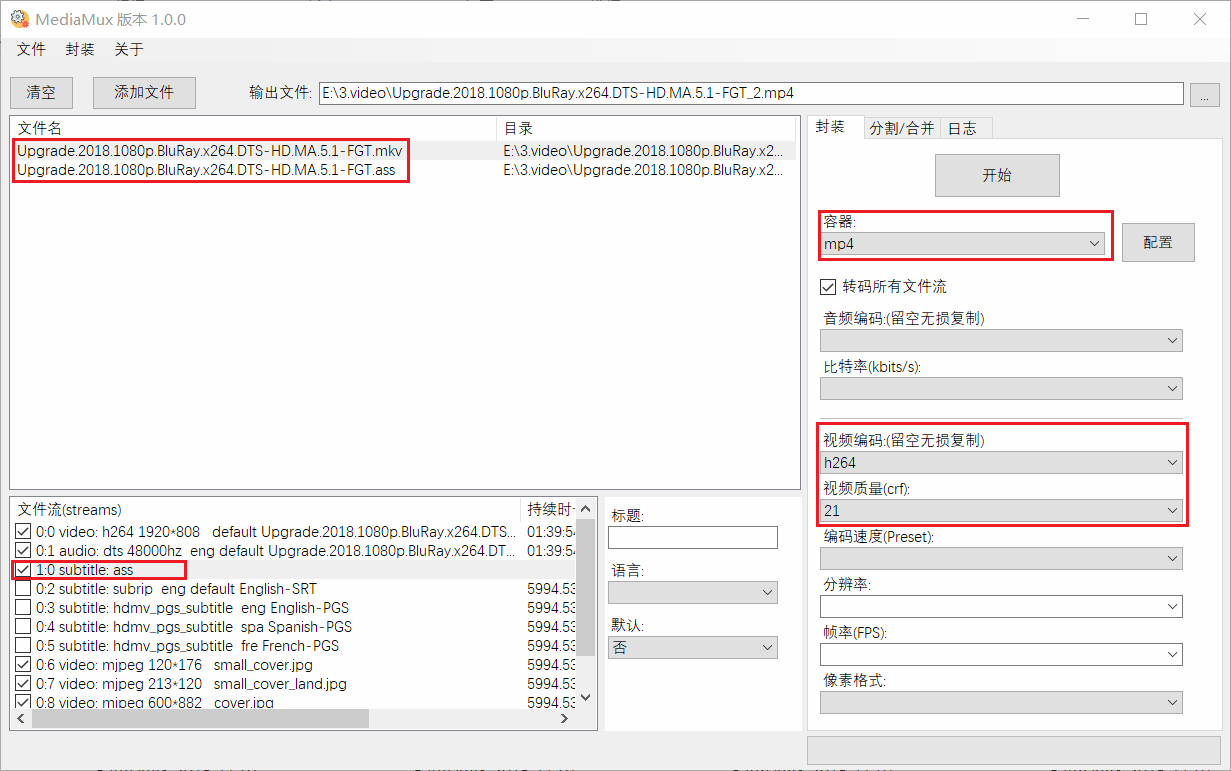 MediaMux 版本 1.0.0
文件 封装 关于
清空 添加文件 输出文件: E:\3.video\Upgrade.2018.1080p.BluRay.x264.DTS-HD.MA.5.1-FGT_2.mp4 ...
文件名 目录
Upgrade.2018.1080p.BluRay.x264.DTS-HD.MA.5.1-FGT.mkv E:\3.video\Upgrade.2018.1080p.BluRay.x2...
Upgrade.2018.1080p.BluRay.x264.DTS-HD.MA.5.1-FGT.ass E:\3.video\Upgrade.2018.1080p.BluRay.x2...
封装 分割/合并 日志
开始
容器:
mp4
配置
转码所有文件流
音频编码:(留空无损复制)
比特率(kbits/s):
视频编码:(留空无损复制)
h264
视频质量(crf):
21
编码速度(Preset):
分辨率:
帧率(FPS):
像素格式:
文件流(streams) 持续时
0:0 video: h264 1920*808 default Upgrade.2018.1080p.BluRay.x264.DTS... 01:39:54
0:1 audio: dts 48000hz eng default Upgrade.2018.1080p.BluRay.x264.DT... 01:39:54
1:0 subtitle: ass
0:2 subtitle: subrip eng default English-SRT 5994.53
0:3 subtitle: hdmv_pgs_subtitle eng English-PGS 5994.53
0:4 subtitle: hdmv_pgs_subtitle spa Spanish-PGS 5994.53
0:5 subtitle: hdmv_pgs_subtitle fre French-PGS 5994.53
0:6 video: mjpeg 120*176 small_cover.jpg 5994.53
0:7 video: mjpeg 213*120 small_cover_land.jpg 5994.53
0:8 video: mjpeg 600*882 cover.jpg 5994.53
标题:
语言:
默认:
否